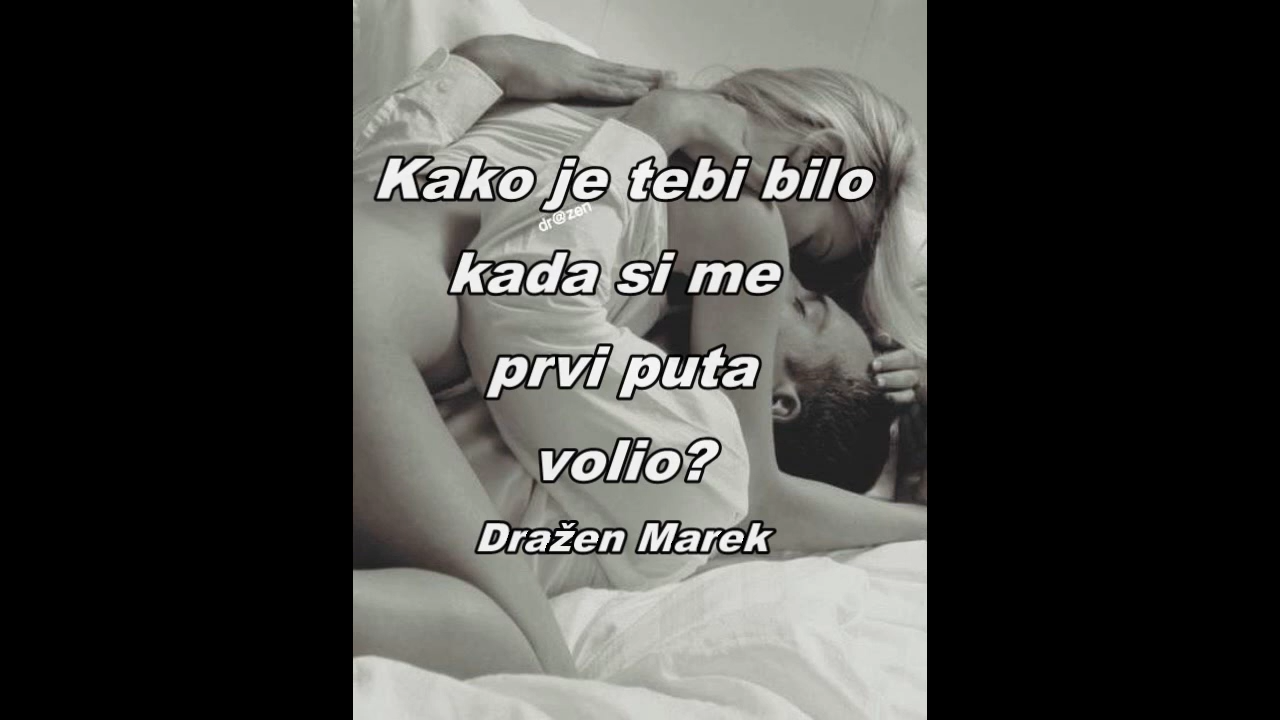 Kako je tebi bilo
dr@zen
kada si me
prvi puta
volio?
Dražen Marek